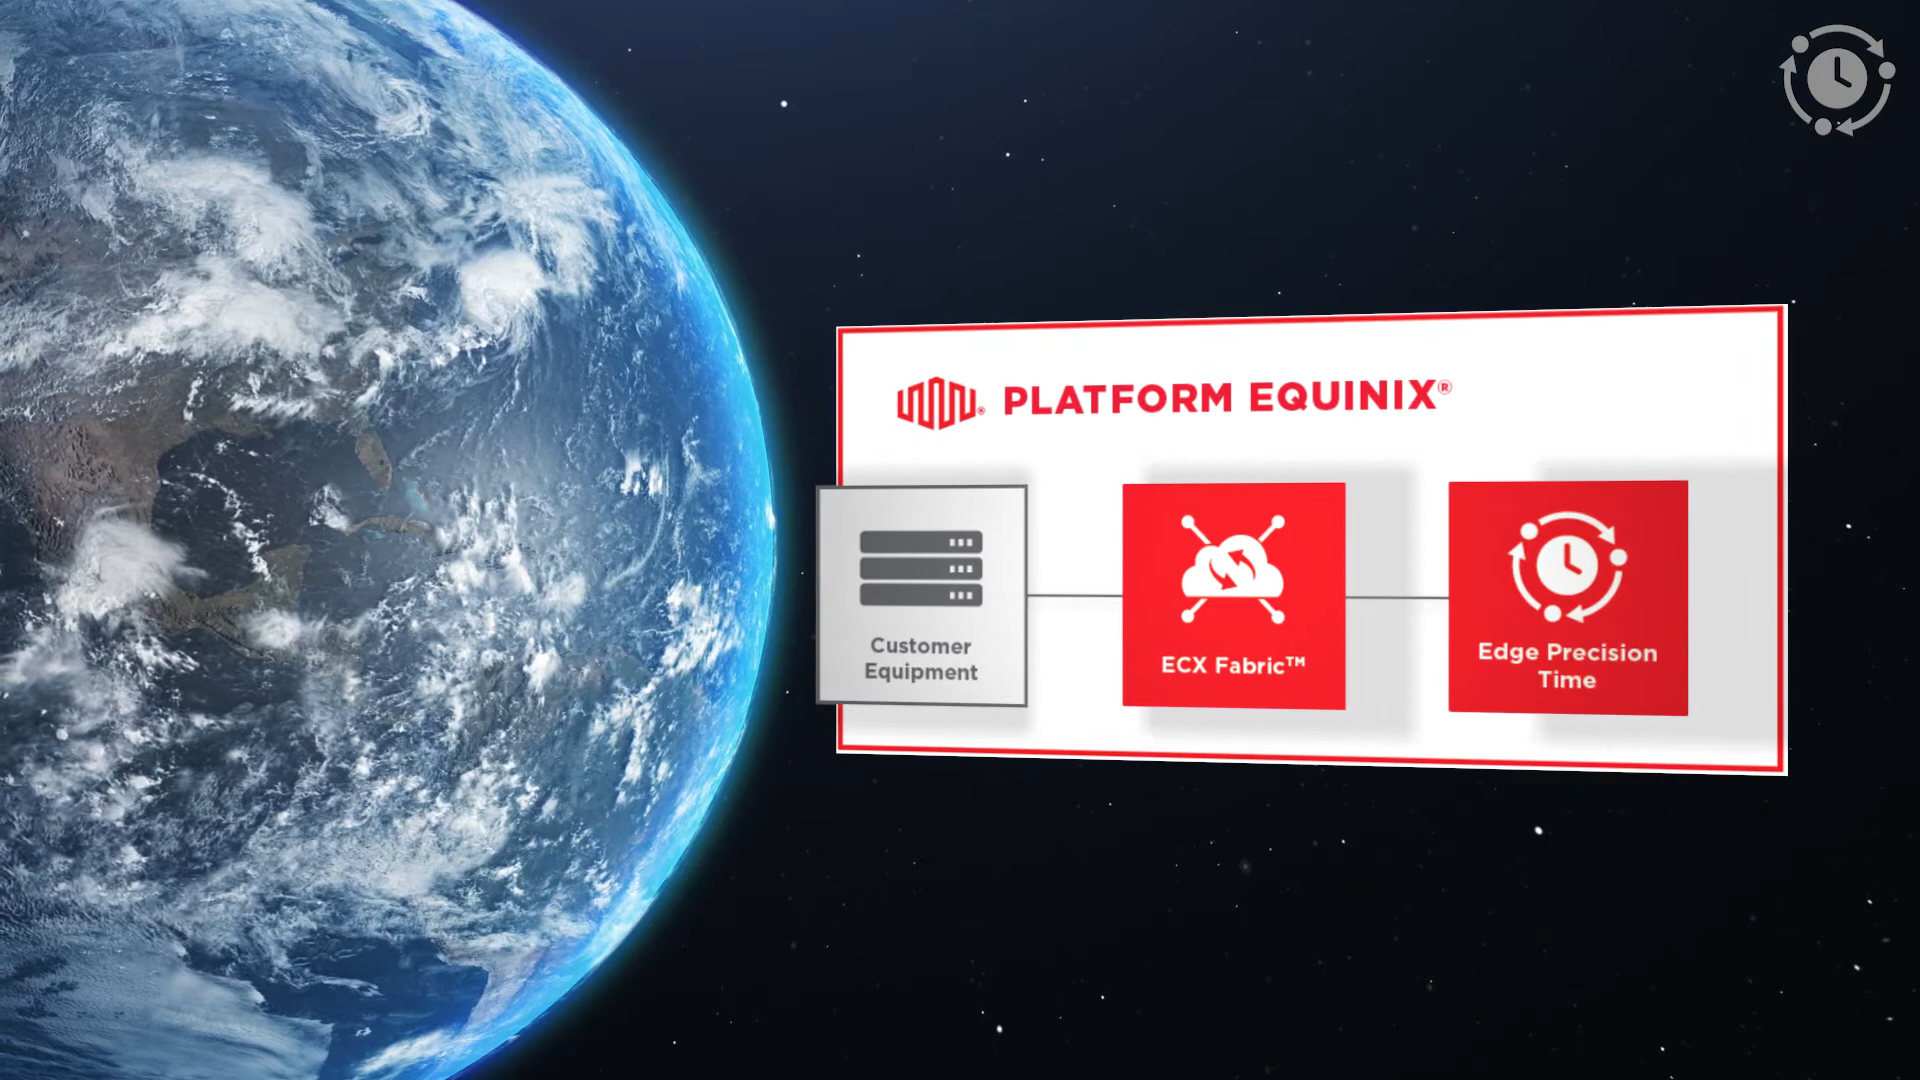 PLATFORM EQUINIX®
Customer
Equipment
ECX Fabric™
Edge Precision
Time